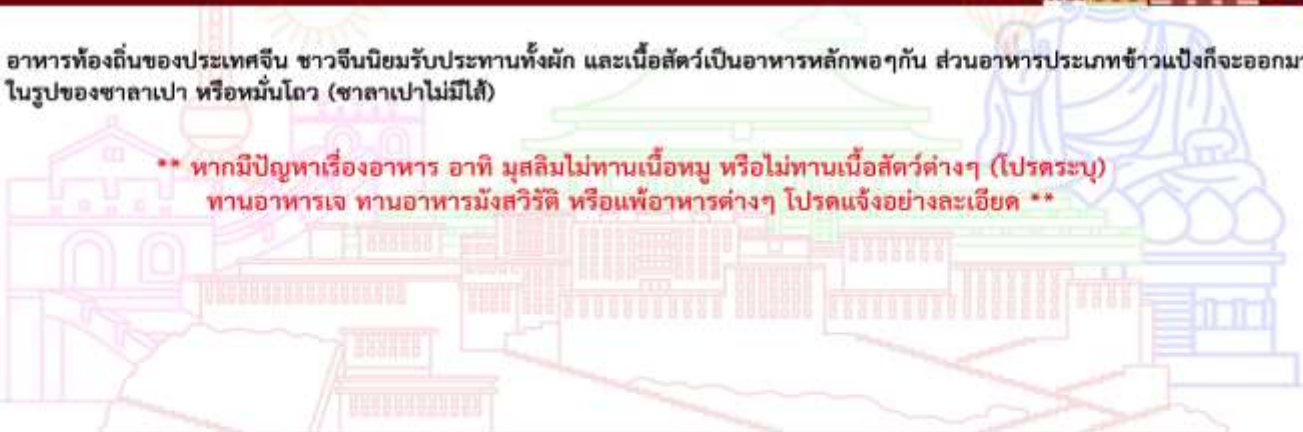 อาหารท้องถิ่นของประเทศจีน ชาวจีนนิยมรับประทานทั้งผัก และเนื้อสัตว์เป็นอาหารหลักพอๆกัน ส่วนอาหารประเภทข้าวแป้งก็จะออกมา
ในรูปของซาลาเปา หรือหมั่นโถว (ซาลาเปาไม่มีไส้)
** หากมีปัญหาเรื่องอาหาร อาทิ มุสลิมไม่ทานเนื้อหมู หรือไม่ทานเนื้อสัตว์ต่างๆ (โปรดระบุ)
ทานอาหารเจ ทานอาหารมังสวิรัติ หรือแพ้อาหารต่างๆ โปรดแจ้งอย่างละเอียด **